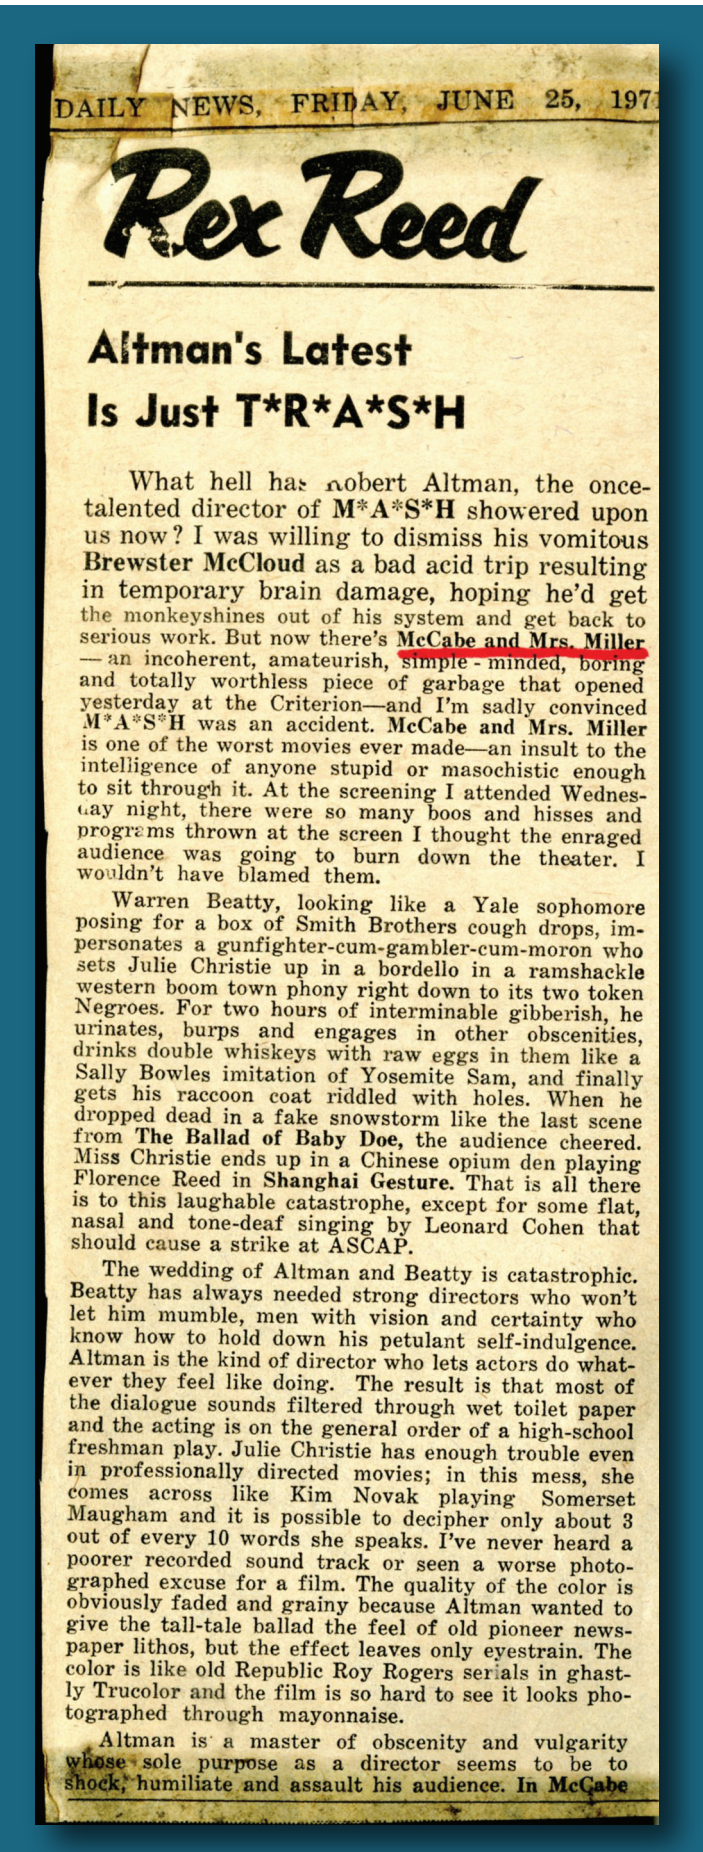 DAILY NEWS, FRIDAY, JUNE 25, 1971
Rex Reed
Altman's Latest
Is Just T*R*A*S*H
What hell has Robert Altman, the once-
talented director of M*A*S*H showered upon
us now? I was willing to dismiss his vomitous
Brewster McCloud as a bad acid trip resulting
in temporary brain damage, hoping he'd get
the monkeyshines out of his system and get back to
serious work. But now there's McCabe and Mrs. Miller
— an incoherent, amateurish, simple-minded, boring
and totally worthless piece of garbage that opened
yesterday at the Criterion—and I'm sadly convinced
M*A*S*H was an accident. McCabe and Mrs. Miller
is one of the worst movies ever made—an insult to the
intelligence of anyone stupid or masochistic enough
to sit through it. At the screening I attended Wednes-
day night, there were so many boos and hisses and
programs thrown at the screen I thought the enraged
audience was going to burn down the theater. I
wouldn't have blamed them.
Warren Beatty, looking like a Yale sophomore
posing for a box of Smith Brothers cough drops, im-
personates a gunfighter-cum-gambler-cum-moron who
sets Julie Christie up in a bordello in a ramshackle
western boom town phony right down to its two token
Negroes. For two hours of interminable gibberish, he
urinates, burps and engages in other obscenities,
drinks double whiskeys with raw eggs in them like a
Sally Bowles imitation of Yosemite Sam, and finally
gets his raccoon coat riddled with holes. When he
dropped dead in a fake snowstorm like the last scene
from The Ballad of Baby Doe, the audience cheered.
Miss Christie ends up in a Chinese opium den playing
Florence Reed in Shanghai Gesture. That is all there
is to this laughable catastrophe, except for some flat,
nasal and tone-deaf singing by Leonard Cohen that
should cause a strike at ASCAP.
The wedding of Altman and Beatty is catastrophic.
Beatty has always needed strong directors who won't
let him mumble, men with vision and certainty who
know how to hold down his petulant self-indulgence.
Altman is the kind of director who lets actors do what-
ever they feel like doing. The result is that most of
the dialogue sounds filtered through wet toilet paper
and the acting is on the general order of a high-school
freshman play. Julie Christie has enough trouble even
in professionally directed movies; in this mess, she
comes across like Kim Novak playing Somerset
Maugham and it is possible to decipher only about 3
out of every 10 words she speaks. I've never heard a
poorer recorded sound track or seen a worse photo-
graphed excuse for a film. The quality of the color is
obviously faded and grainy because Altman wanted to
give the tall-tale ballad the feel of old pioneer news-
paper lithos, but the effect leaves only eyestrain. The
color is like old Republic Roy Rogers serials in ghast-
ly Trucolor and the film is so hard to see it looks pho-
tographed through mayonnaise.
Altman is a master of obscenity and vulgarity
whose sole purpose as a director seems to be to
shock, humiliate and assault his audience. In McCabe